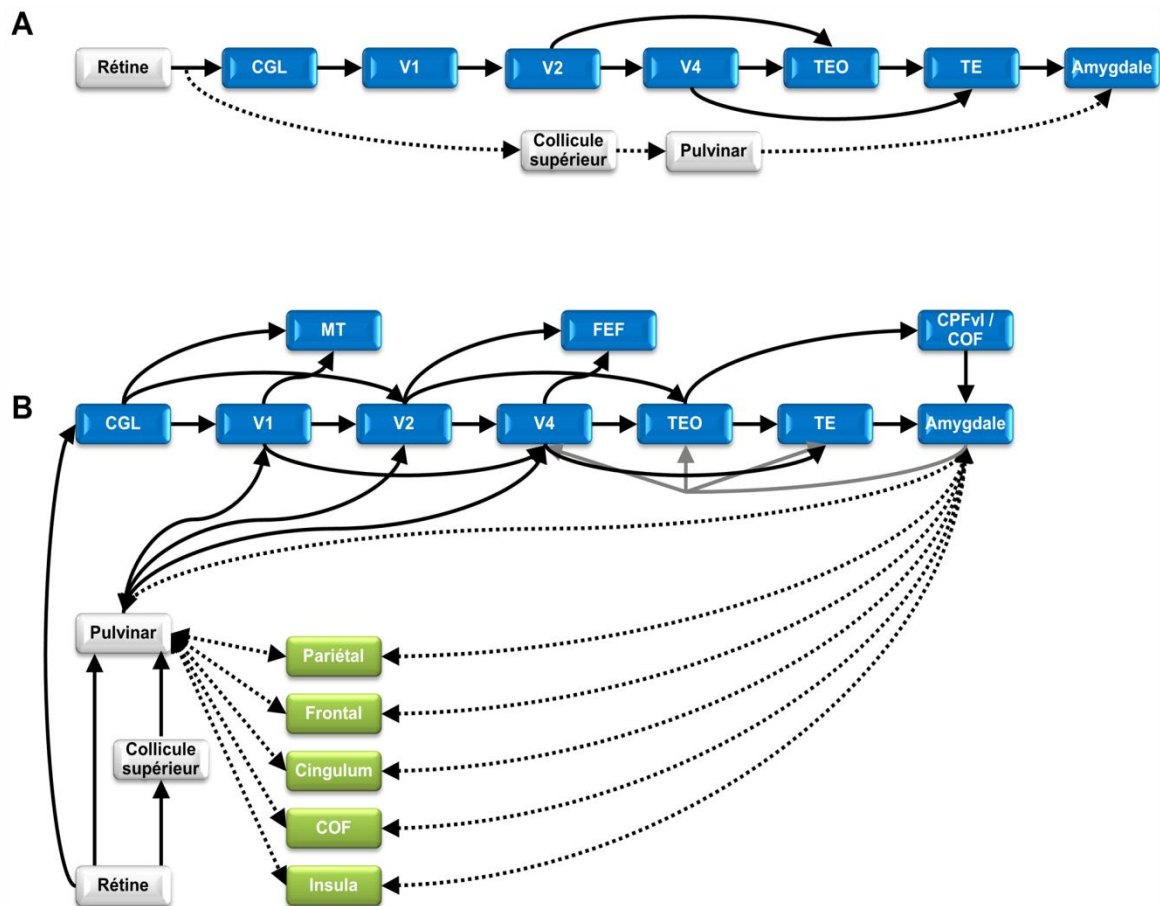 A
Rétine
CGL
V1
V2
V4
TEO
TE
Amygdale
Collicule
supérieur
Pulvinar
MT
FEF
CPFvl /
COF
B
CGL
V1
V2
V4
TEO
TE
Amygdale
Pulvinar
Pariétal
Frontal
Collicule
supérieur
Cingulum
COF
Rétine
Insula